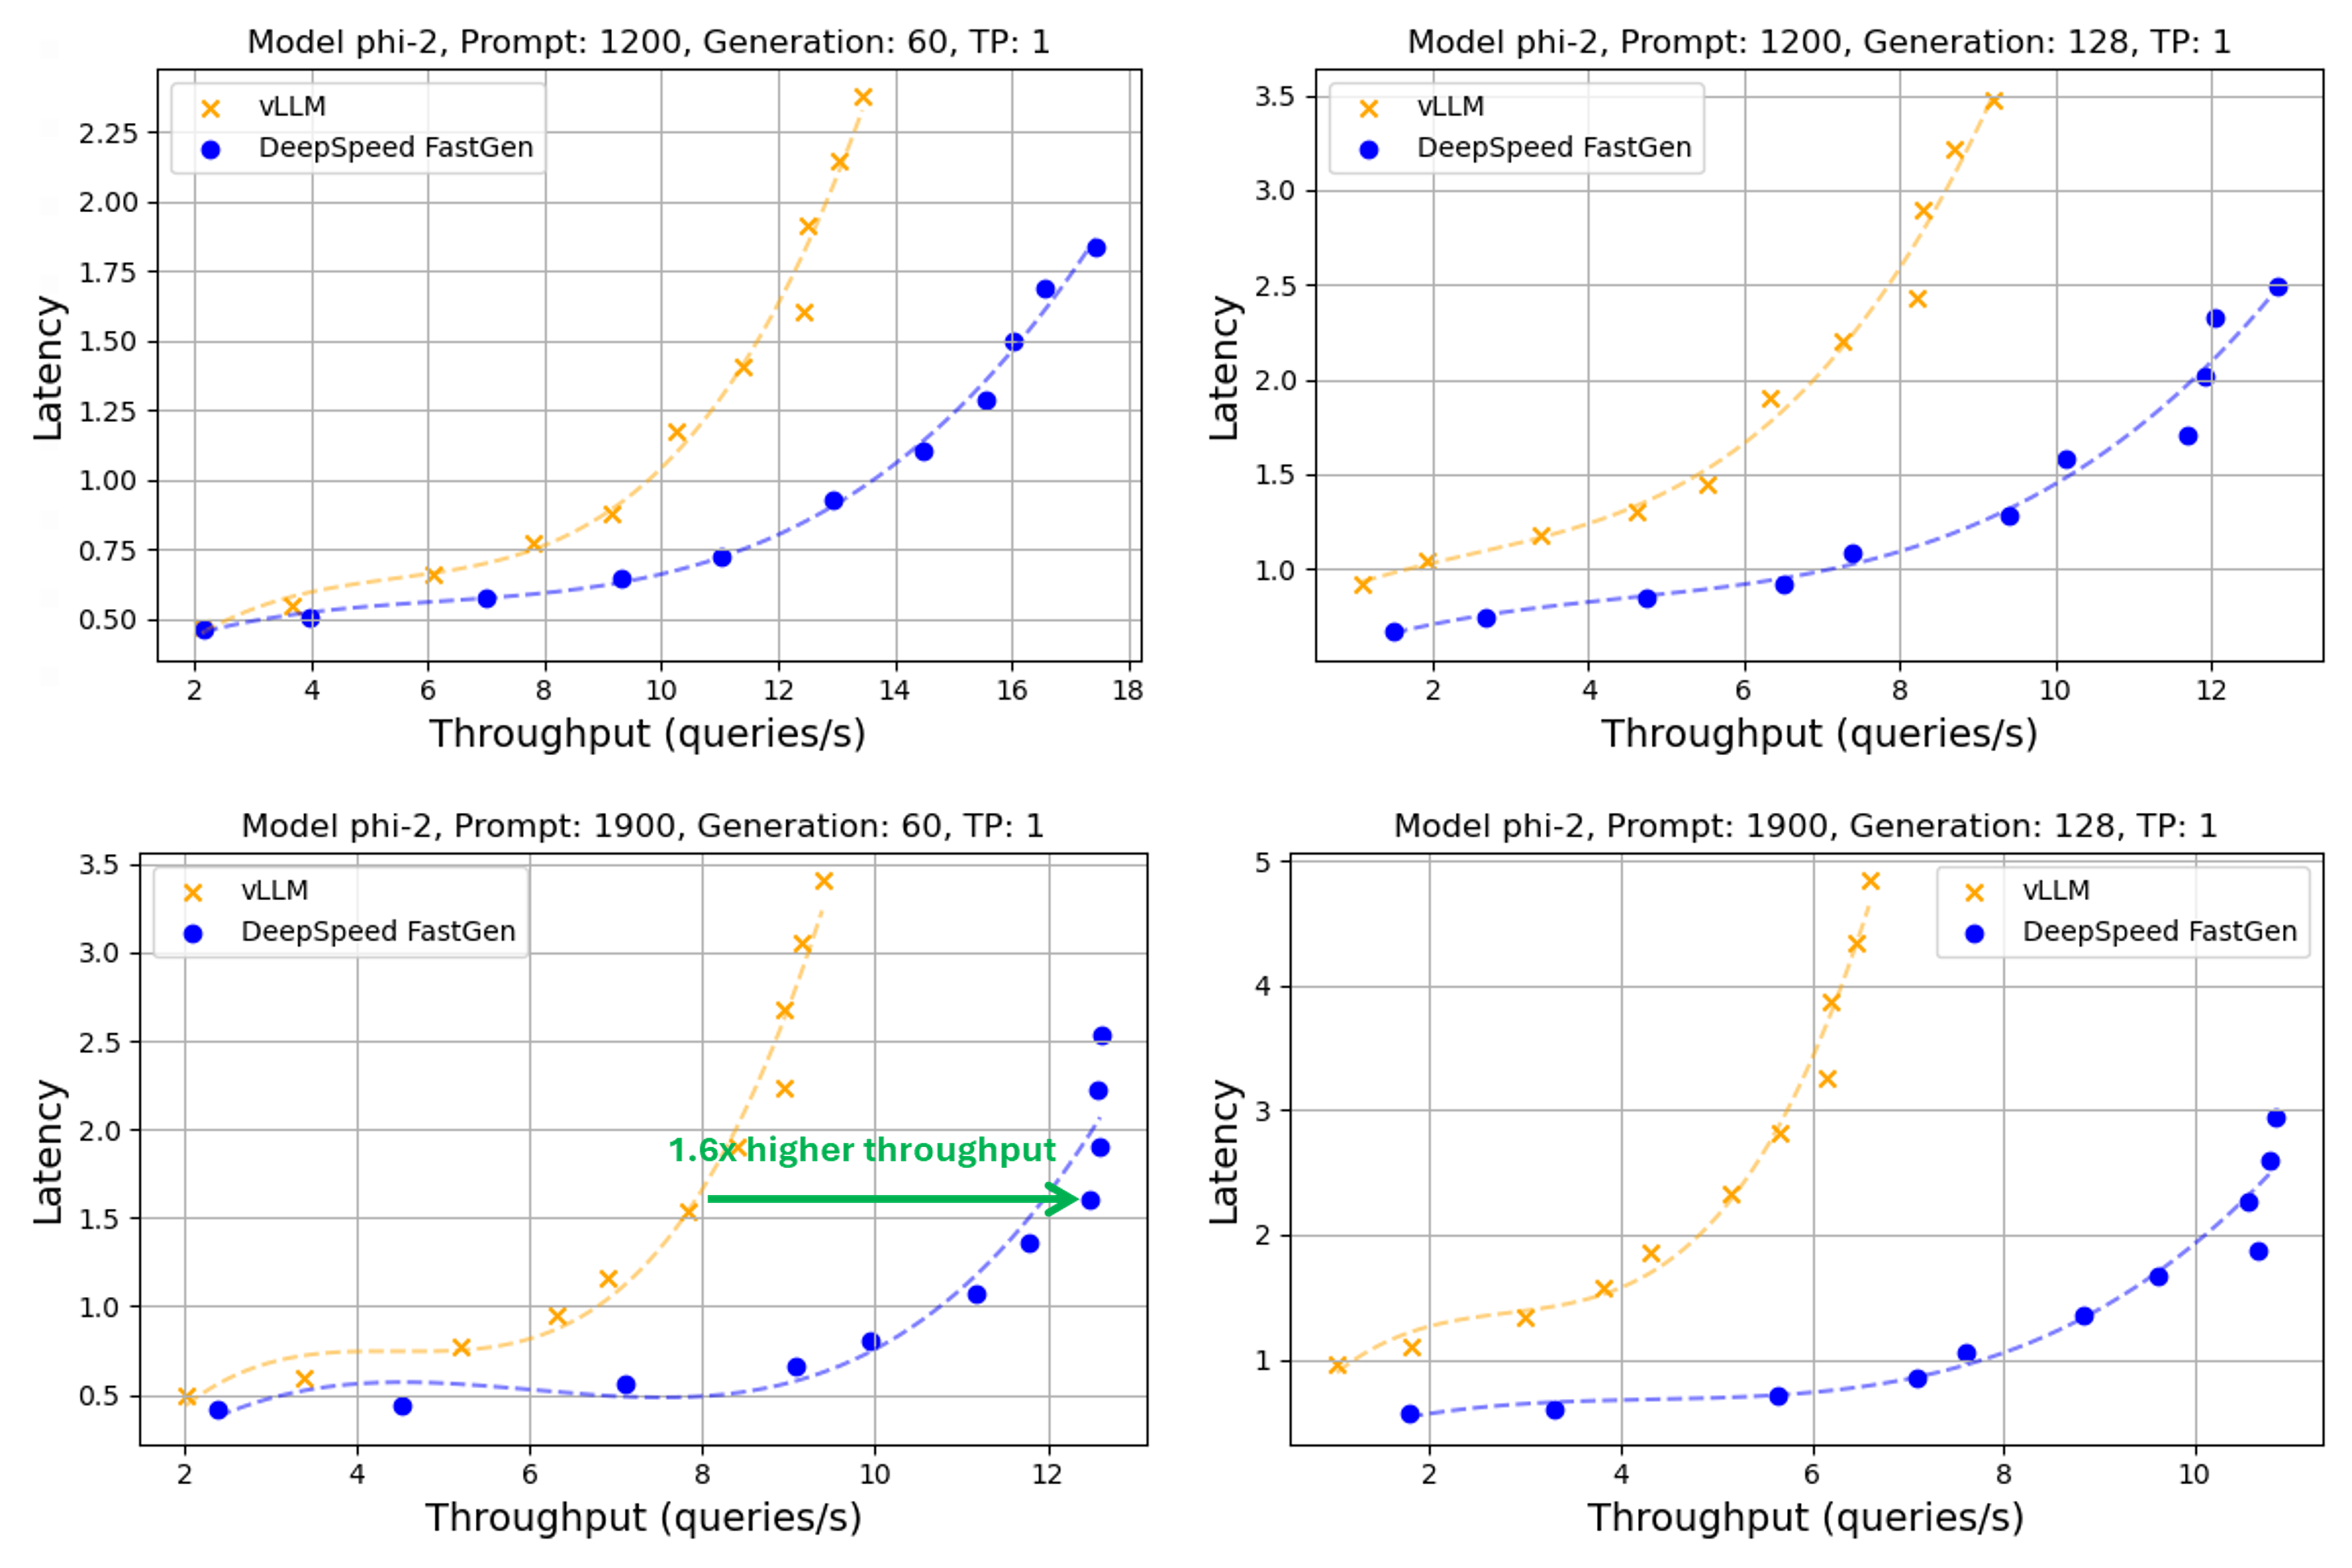 Model phi-2, Prompt: 1200, Generation: 60, TP: 1
vLLM
DeepSpeed FastGen
2.25
2.00
1.75
1.50
1.25
1.00
0.75
0.50
Latency
2 4 6 8 10 12 14 16 18
Throughput (queries/s)
Model phi-2, Prompt: 1200, Generation: 128, TP: 1
vLLM
DeepSpeed FastGen
3.5
3.0
2.5
2.0
1.5
1.0
Latency
2 4 6 8 10 12
Throughput (queries/s)
Model phi-2, Prompt: 1900, Generation: 60, TP: 1
vLLM
DeepSpeed FastGen
3.5
3.0
2.5
2.0
1.5
1.0
0.5
Latency
1.6x higher throughput
2 4 6 8 10 12
Throughput (queries/s)
Model phi-2, Prompt: 1900, Generation: 128, TP: 1
vLLM
DeepSpeed FastGen
5
4
3
2
1
Latency
2 4 6 8 10
Throughput (queries/s)